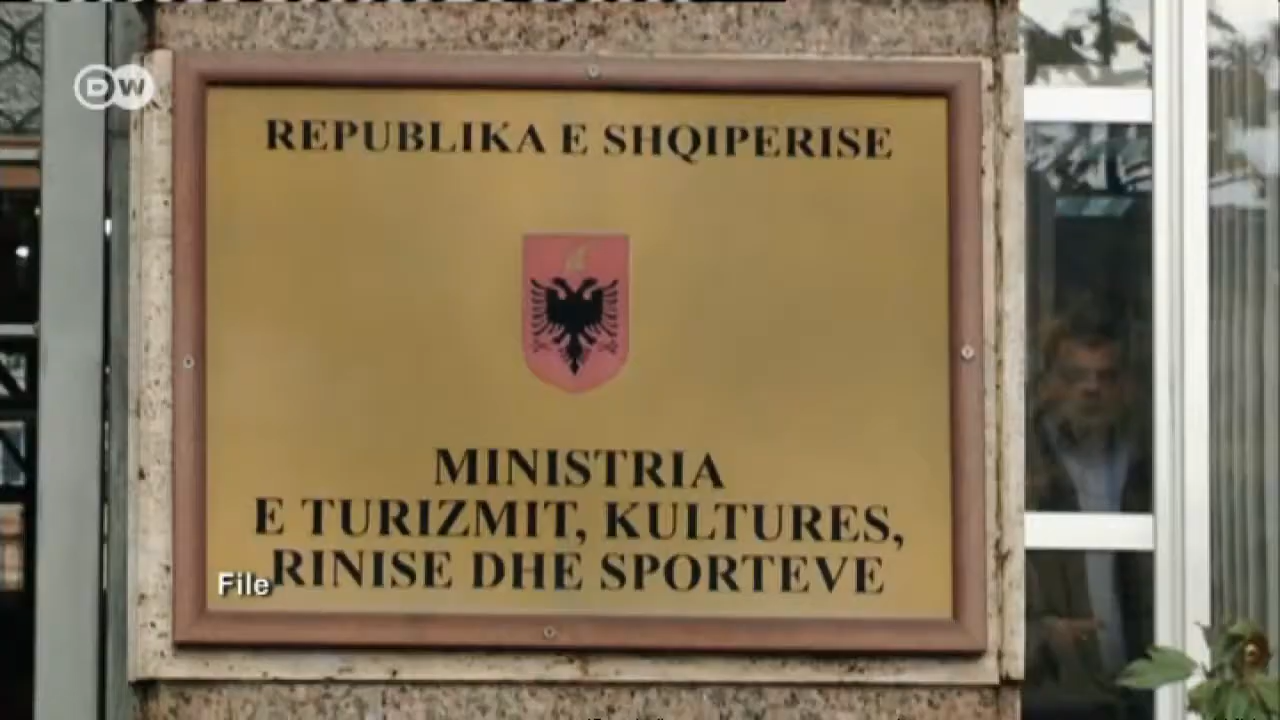 DW
REPUBLIKA E SHQIPERISE
MINISTRIA
E TURIZMIT, KULTURES,
RINISE DHE SPORTEVE
File